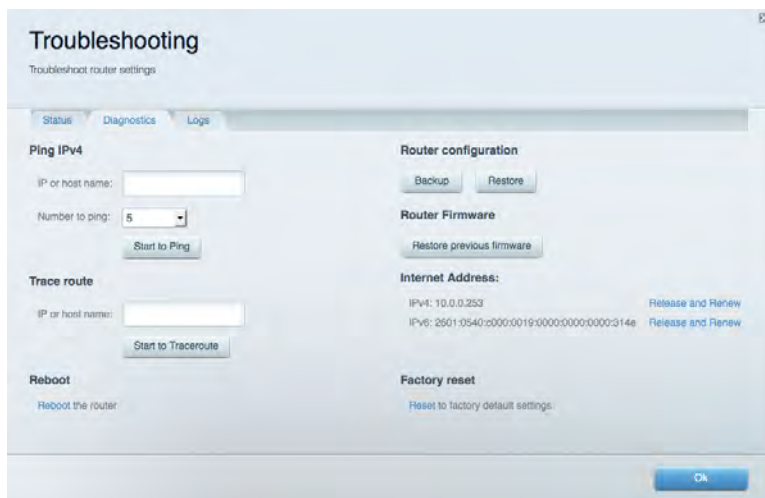 Troubleshooting
Troubleshoot router settings
Status Diagnostics Logs
Ping IPv4
IP or host name:
Number to ping: 5
Start to Ping
Trace route
IP or host name:
Start to Traceroute
Reboot
Reboot the router
Router configuration
Backup Restore
Router Firmware
Restore previous firmware
Internet Address:
IPv4: 10.0.0.253 Release and Renew
IPv6: 2601:0540:c000:0019:0000:0000:0000:314e Release and Renew
Factory reset
Reset to factory default settings
Ok